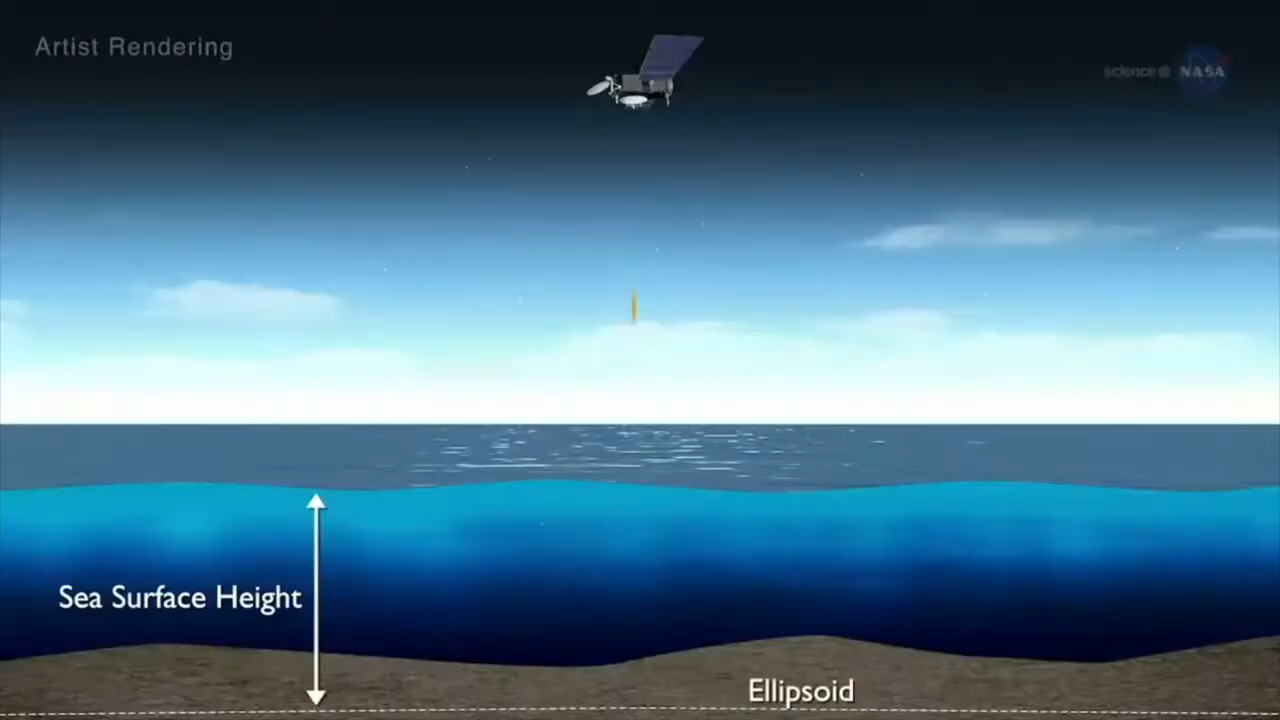 Artist Rendering
science@ NASA
Sea Surface Height
Ellipsoid